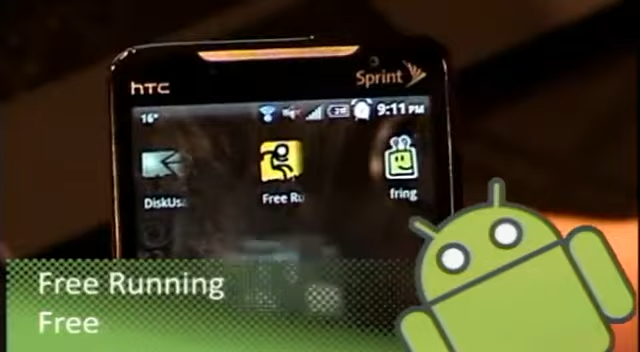 hTC
Sprint
16°
9:11 PM
DiskUsa
Free Ru
fring
Free Running
Free